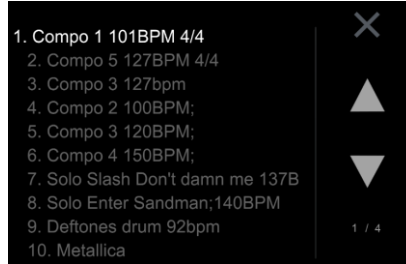 1. Compo 1 101BPM 4/4
2. Compo 5 127BPM 4/4
3. Compo 3 127bpm
4. Compo 2 100BPM;
5. Compo 3 120BPM;
6. Compo 4 150BPM;
7. Solo Slash Don't damn me 137B
8. Solo Enter Sandman;140BPM
9. Deftones drum 92bpm
10. Metallica
1 / 4